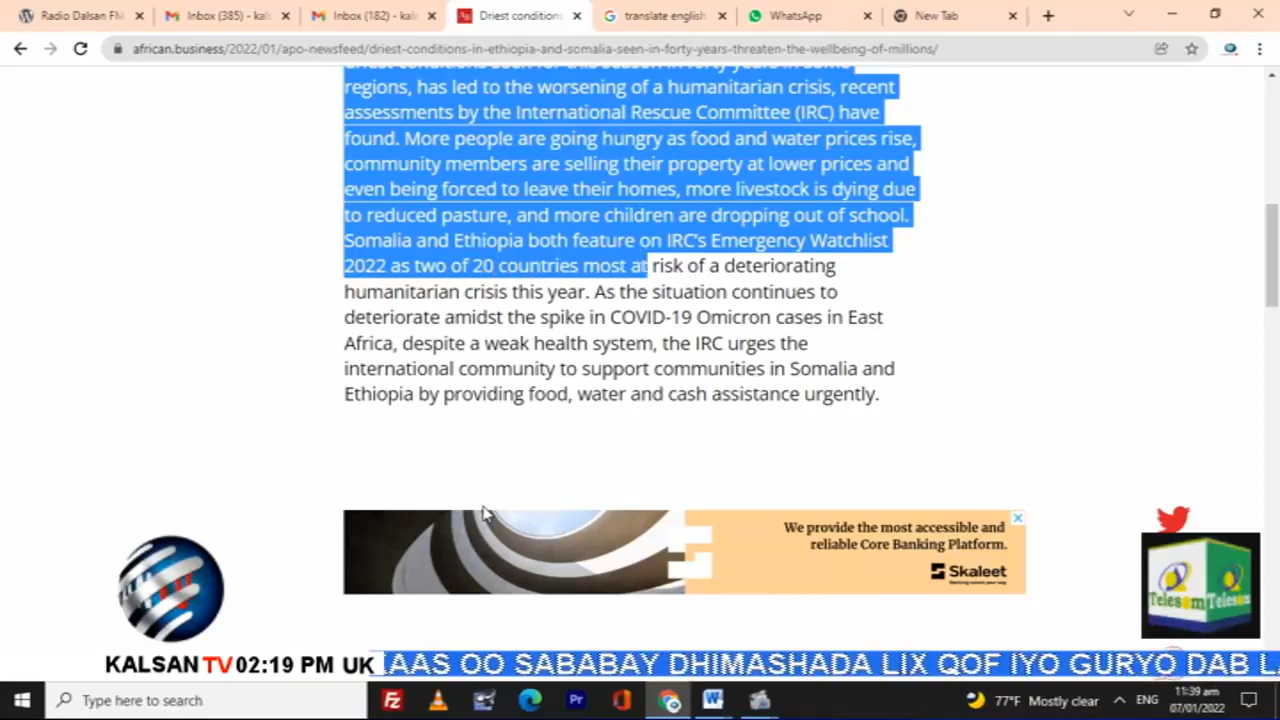 Radio Dalsan FM
Inbox (385) - kals
Inbox (182) - kals
Driest conditions
translate english
WhatsApp
New Tab
african.business/2022/01/apo-newsfeed/driest-conditions-in-ethiopia-and-somalia-seen-in-forty-years-threaten-the-wellbeing-of-millions/
regions, has led to the worsening of a humanitarian crisis, recent
assessments by the International Rescue Committee (IRC) have
found. More people are going hungry as food and water prices rise,
community members are selling their property at lower prices and
even being forced to leave their homes, more livestock is dying due
to reduced pasture, and more children are dropping out of school.
Somalia and Ethiopia both feature on IRC's Emergency Watchlist
2022 as two of 20 countries most at risk of a deteriorating
humanitarian crisis this year. As the situation continues to
deteriorate amidst the spike in COVID-19 Omicron cases in East
Africa, despite a weak health system, the IRC urges the
international community to support communities in Somalia and
Ethiopia by providing food, water and cash assistance urgently.
We provide the most accessible and
reliable Core Banking Platform.
Skaleet
Telesom Telesom
KALSAN TV 02:19 PM UK
AAS OO SABABAY DHIMASHADA LIX QOF IYO GURYO DAB L
Type here to search
77°F Mostly clear
ENG
11:39 am
07/01/2022